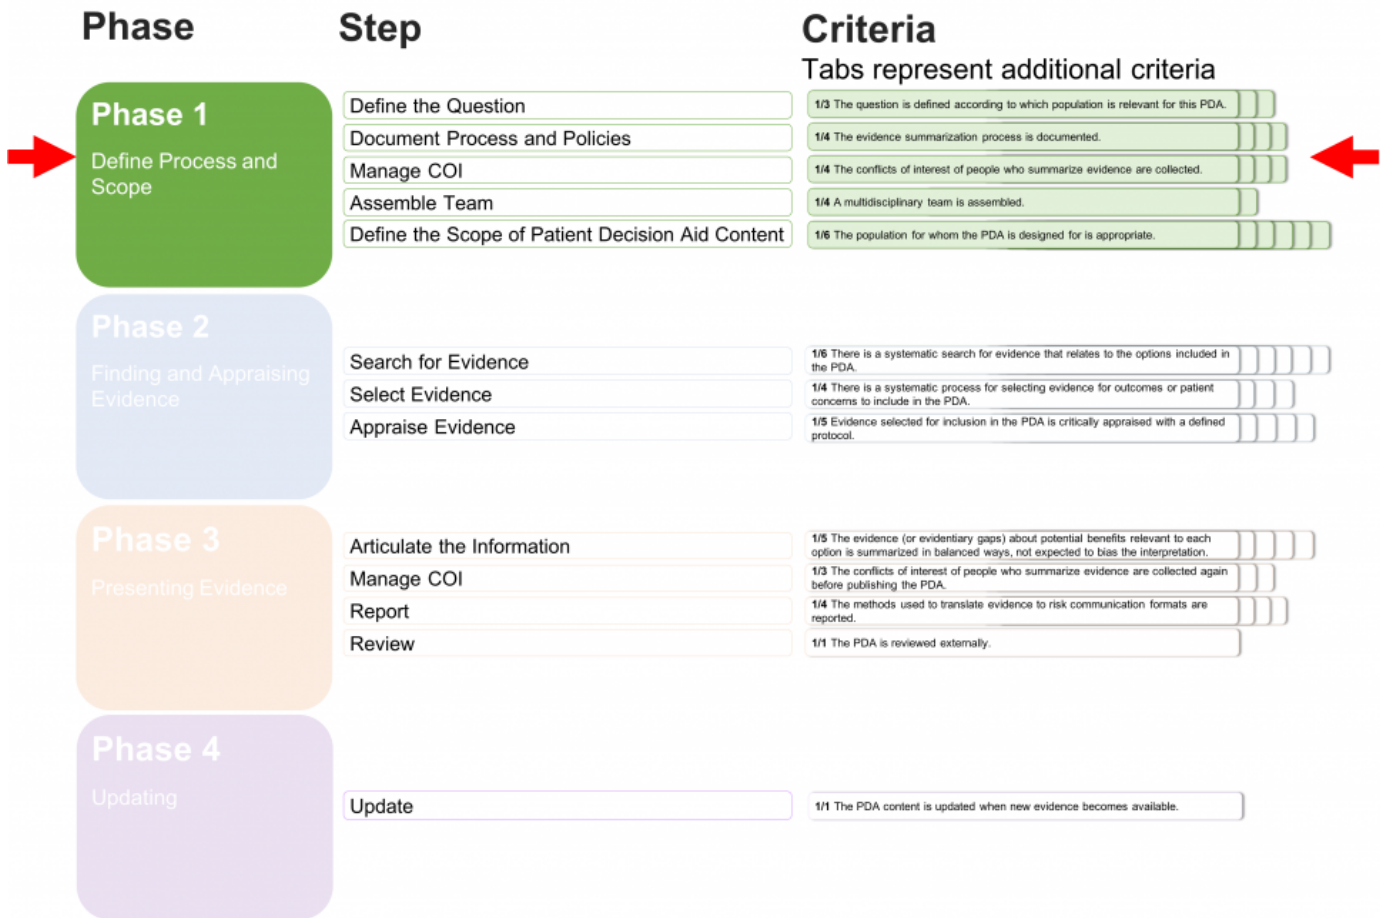 Phase
Step
Criteria
Tabs represent additional criteria
Phase 1
Define Process and
Scope
Define the Question
1/3 The question is defined according to which population is relevant for this PDA.
Document Process and Policies
1/4 The evidence summarization process is documented.
Manage COI
1/4 The conflicts of interest of people who summarize evidence are collected.
Assemble Team
1/4 A multidisciplinary team is assembled.
Define the Scope of Patient Decision Aid Content
1/6 The population for whom the PDA is designed for is appropriate.
Phase 2
Finding and Appraising
Evidence
Search for Evidence
1/6 There is a systematic search for evidence that relates to the options included in
the PDA.
Select Evidence
1/4 There is a systematic process for selecting evidence for outcomes or patient
concerns to include in the PDA.
Appraise Evidence
1/5 Evidence selected for inclusion in the PDA is critically appraised with a defined
protocol.
Phase 3
Presenting Evidence
Articulate the Information
1/5 The evidence (or evidentiary gaps) about potential benefits relevant to each
option is summarized in balanced ways, not expected to bias the interpretation.
Manage COI
1/3 The conflicts of interest of people who summarize evidence are collected again
before publishing the PDA.
Report
1/4 The methods used to translate evidence to risk communication formats are
reported.
Review
1/1 The PDA is reviewed externally.
Phase 4
Updating
Update
1/1 The PDA content is updated when new evidence becomes available.